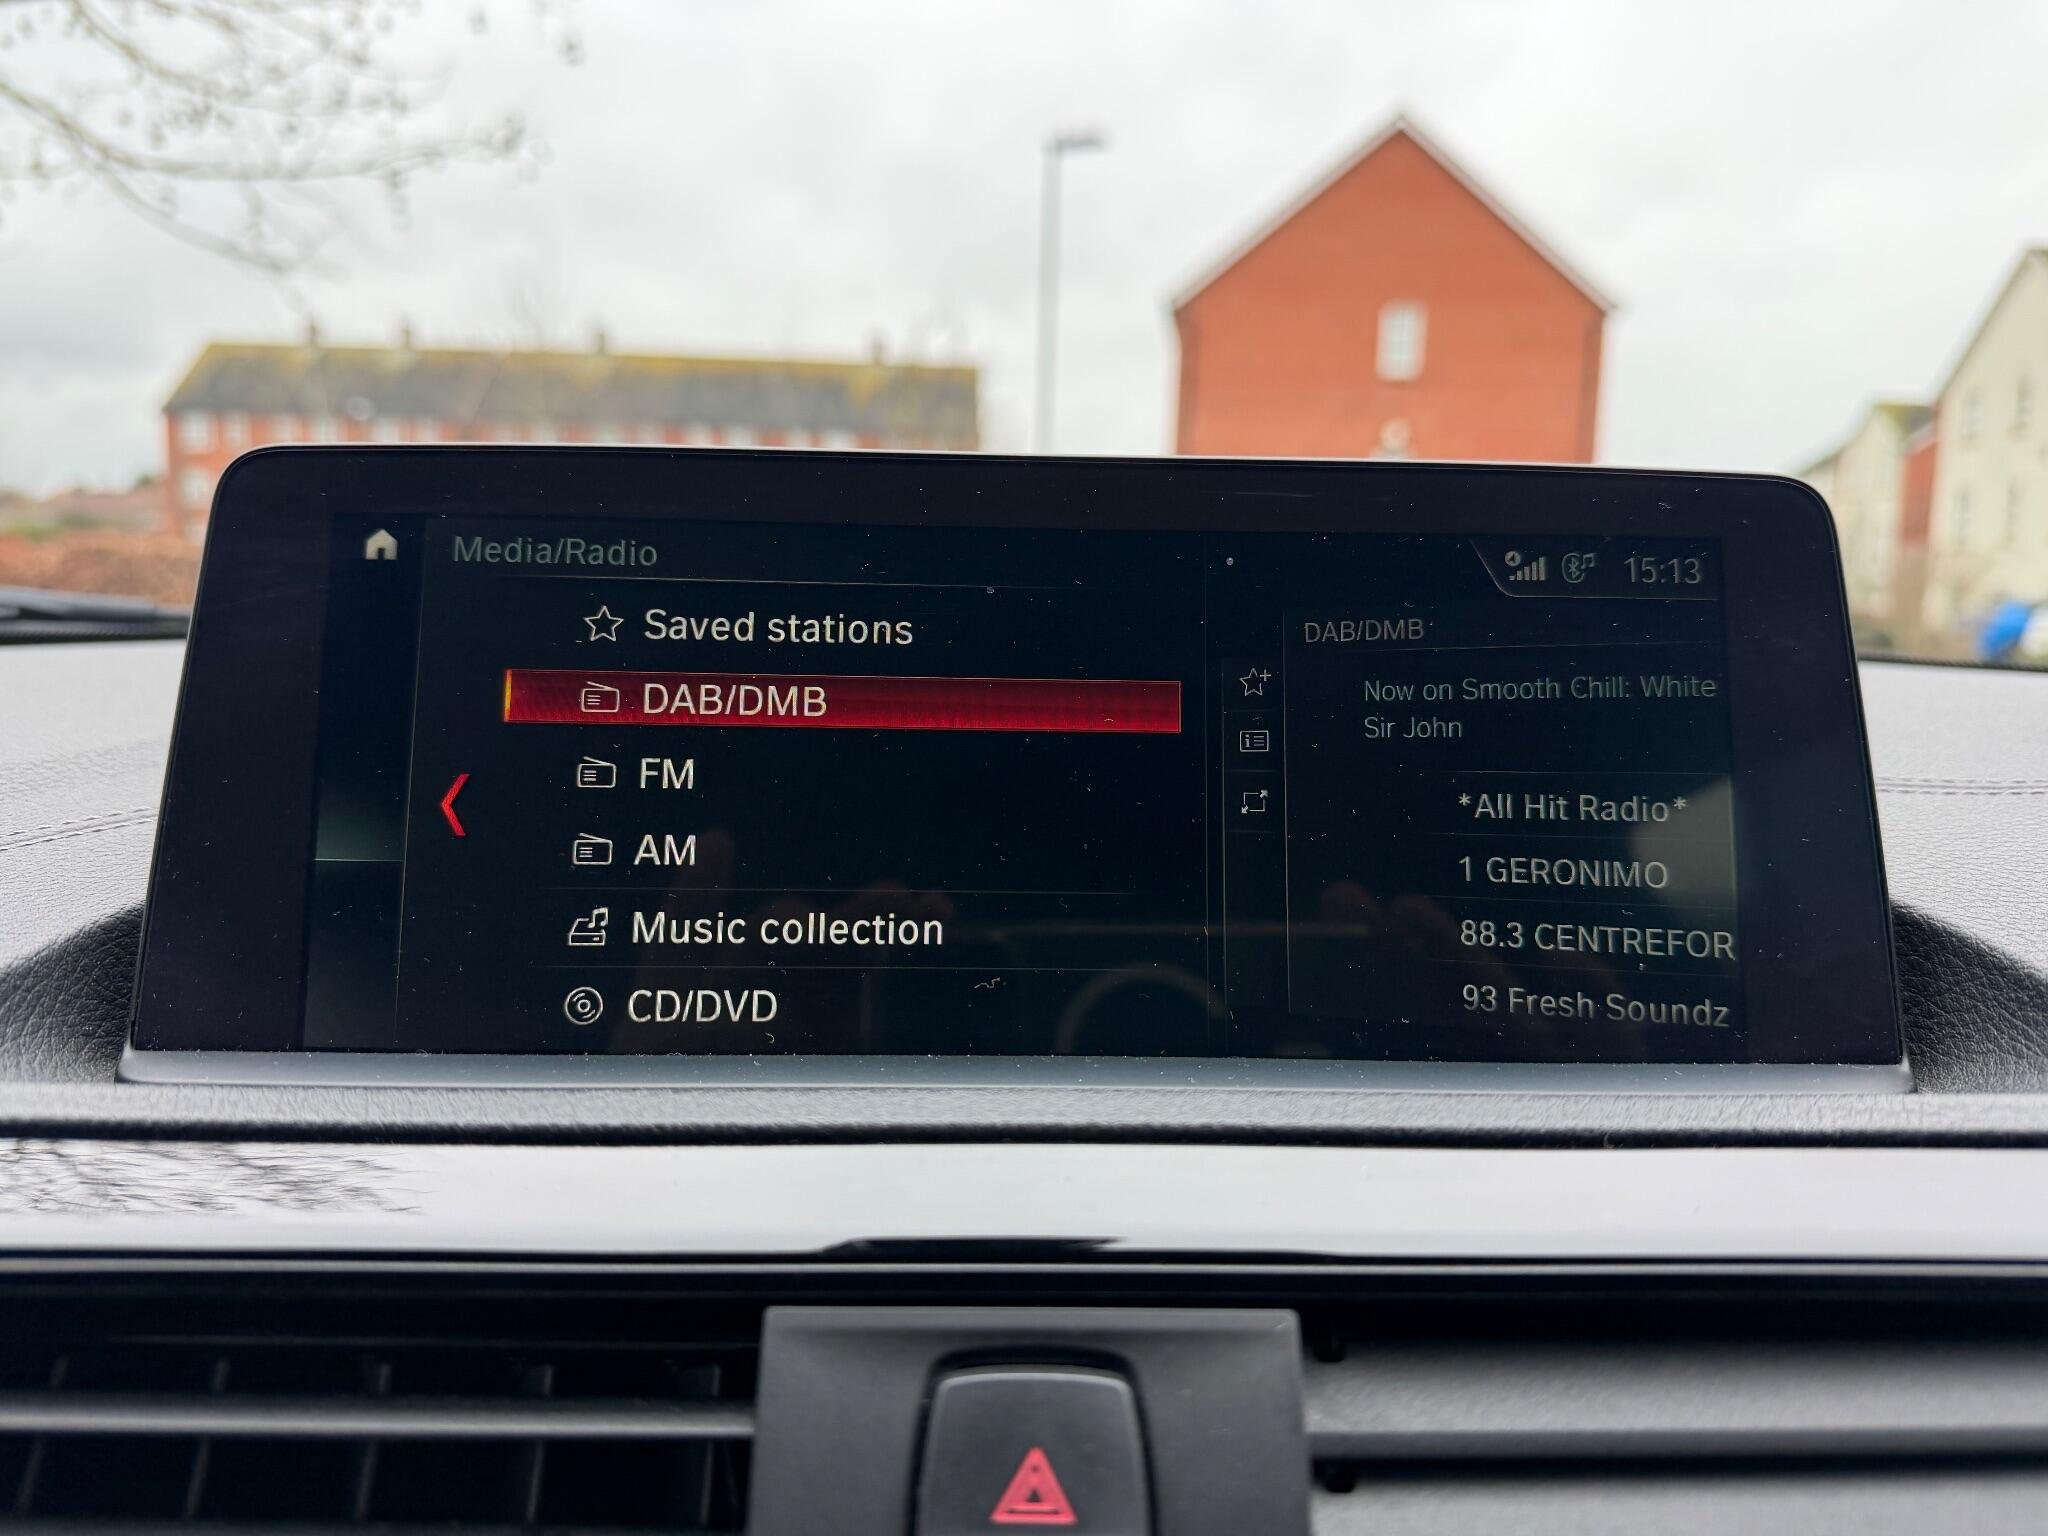 Media/Radio
15:13
Saved stations
DAB/DMB
FM
AM
Music collection
CD/DVD
DAB/DMB
Now on Smooth Chill: White
Sir John
*All Hit Radio*
1 GERONIMO
88.3 CENTREFOR
93 Fresh Soundz